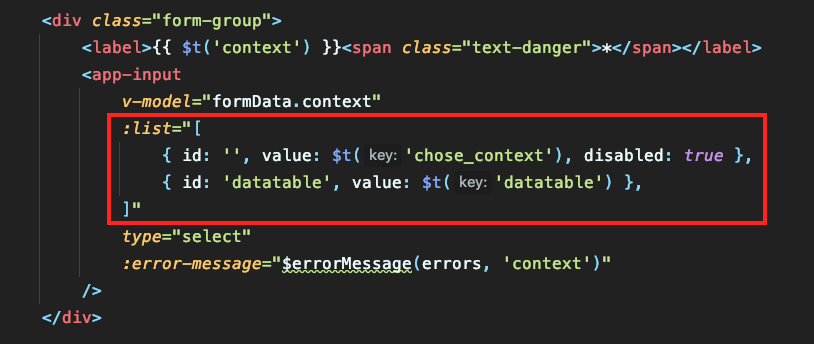 <div class="form-group">
<label>{{ $t('context') }}<span class="text-danger">*</span></label>
<app-input
v-model="formData.context"
:list="[
{ id: '', value: $t( key: 'chose_context'), disabled: true },
{ id: 'datatable', value: $t( key: 'datatable') },
]"
type="select"
:error-message="$errorMessage(errors, 'context')"
/>
</div>